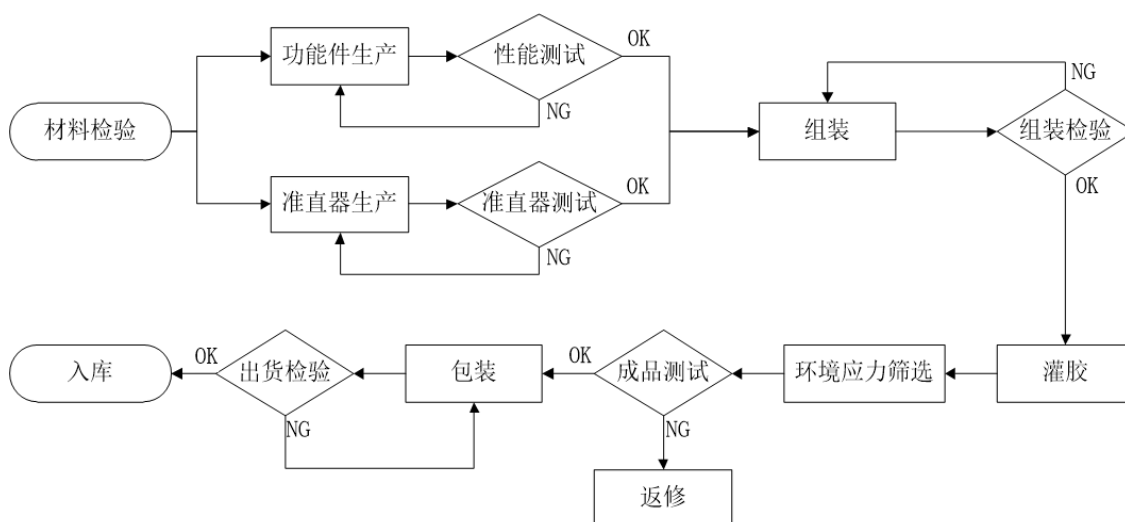 功能件生产
性能测试
OK
NG
材料检验
组装
NG
组装检验
OK
准直器生产
准直器测试
OK
NG
入库
OK
出货检验
NG
包装
OK
成品测试
NG
返修
环境应力筛选
灌胶